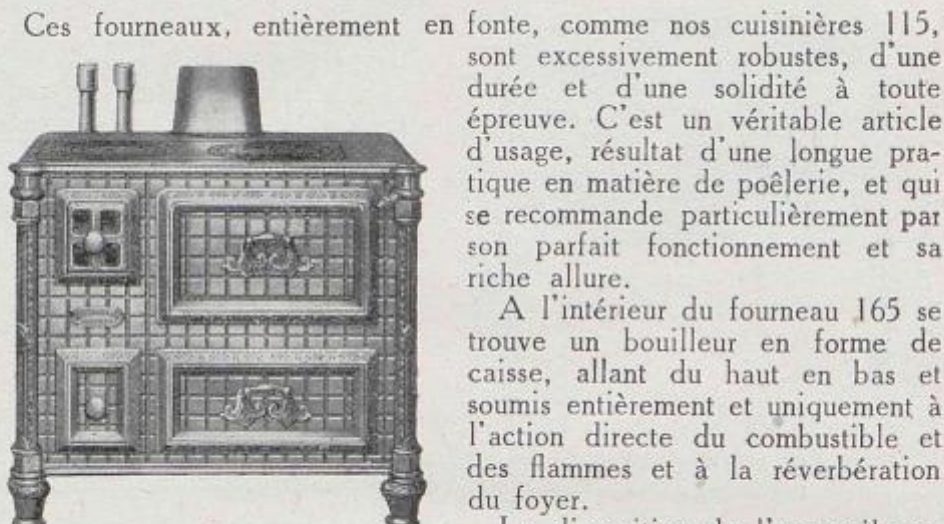 Ces fourneaux, entièrement en fonte, comme nos cuisinières 115,
sont excessivement robustes, d'une
durée et d'une solidité à toute
épreuve. C'est un véritable article
d'usage, résultat d'une longue pra-
tique en matière de poêlerie, et qui
se recommande particulièrement par
son parfait fonctionnement et sa
riche allure.
A l'intérieur du fourneau 165 se
trouve un bouilleur en forme de
caisse, allant du haut en bas et
soumis entièrement et uniquement à
l'action directe du combustible et
des flammes et à la réverbération
du foyer.